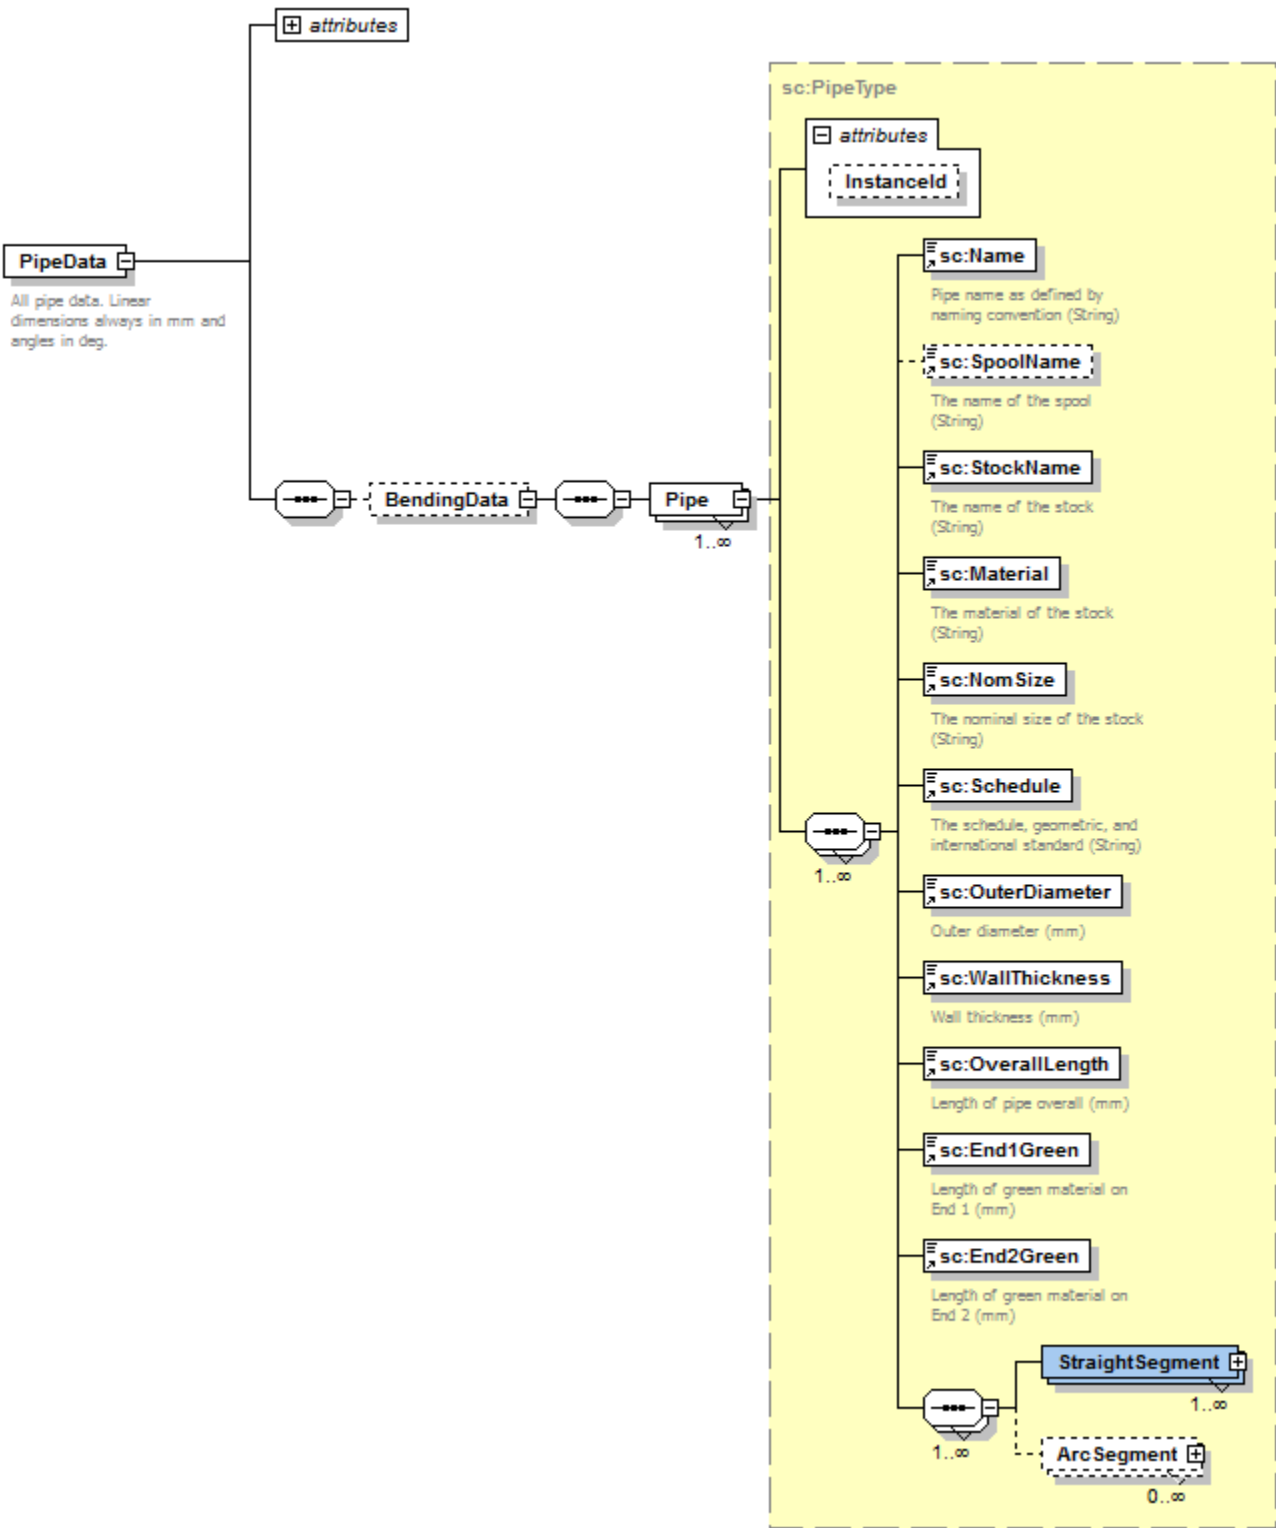 attributes
sc:PipeType
attributes
InstanceId
sc:Name
Pipe name as defined by
naming convention (String)
PipeData
All pipe data. Linear
dimensions always in mm and
angles in deg.
sc:SpoolName
The name of the spool
(String)
sc:StockName
The name of the stock
(String)
BendingData
Pipe
1..∞
sc:Material
The material of the stock
(String)
sc:NomSize
The nominal size of the stock
(String)
sc:Schedule
The schedule, geometric, and
international standard (String)
1..∞
sc:OuterDiameter
Outer diameter (mm)
sc:WallThickness
Wall thickness (mm)
sc:OverallLength
Length of pipe overall (mm)
sc:End1Green
Length of green material on
End 1 (mm)
sc:End2Green
Length of green material on
End 2 (mm)
StraightSegment
1..∞
1..∞
ArcSegment
0..∞